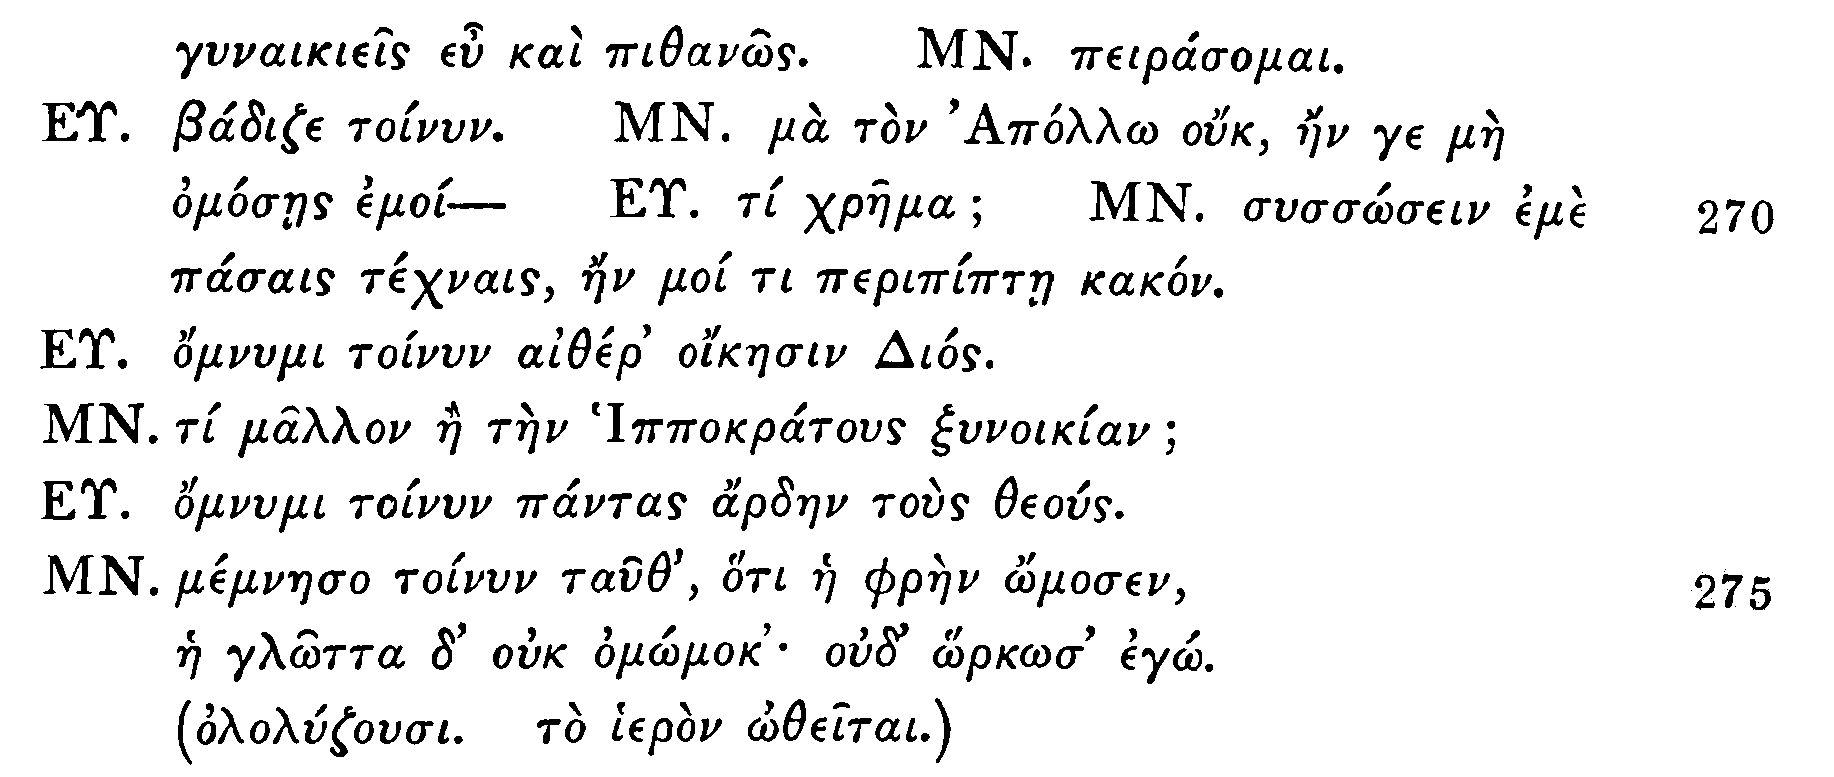 γυναικιεῖς εὖ καὶ πιθανῶς. ΜΝ. πειράσομαι.
ΕΥ. βάδιζε τοίνυν. ΜΝ. μὰ τὸν Ἀπόλλω οὔκ, ἤν γε μὴ
ὀμόσῃς ἐμοί— ΕΥ. τί χρῆμα; ΜΝ. συσσώσειν ἐμὲ 270
πάσαις τέχναις, ἤν μοί τι περιπίπτῃ κακόν.
ΕΥ. ὄμνυμι τοίνυν αἰθέρ’ οἴκησιν Διός.
ΜΝ. τί μᾶλλον ἢ τὴν Ἱπποκράτους ξυνοικίαν;
ΕΥ. ὄμνυμι τοίνυν πάντας ἄρδην τοὺς θεούς.
ΜΝ. μέμνησο τοίνυν ταῦθ’, ὅτι ἡ φρὴν ὤμοσεν, 275
ἡ γλῶττα δ’ οὐκ ὀμώμοκ’· οὐδ’ ὥρκωσ’ ἐγώ.
(ὀλολύζουσι. τὸ ἱερὸν ὠθεῖται.)